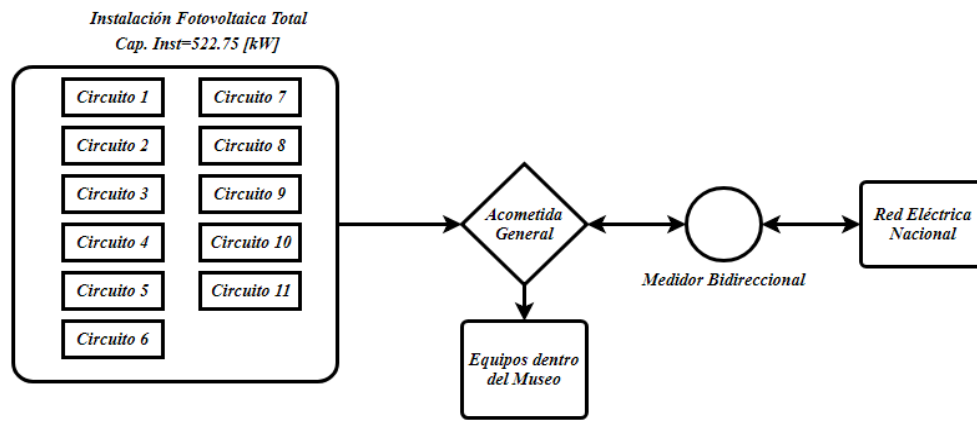 Instalación Fotovoltaica Total
Cap. Inst=522.75 [kW]
Circuito 1
Circuito 2
Circuito 3
Circuito 4
Circuito 5
Circuito 6
Circuito 7
Circuito 8
Circuito 9
Circuito 10
Circuito 11
Acometida
General
Equipos dentro
del Museo
Medidor Bidireccional
Red Eléctrica
Nacional